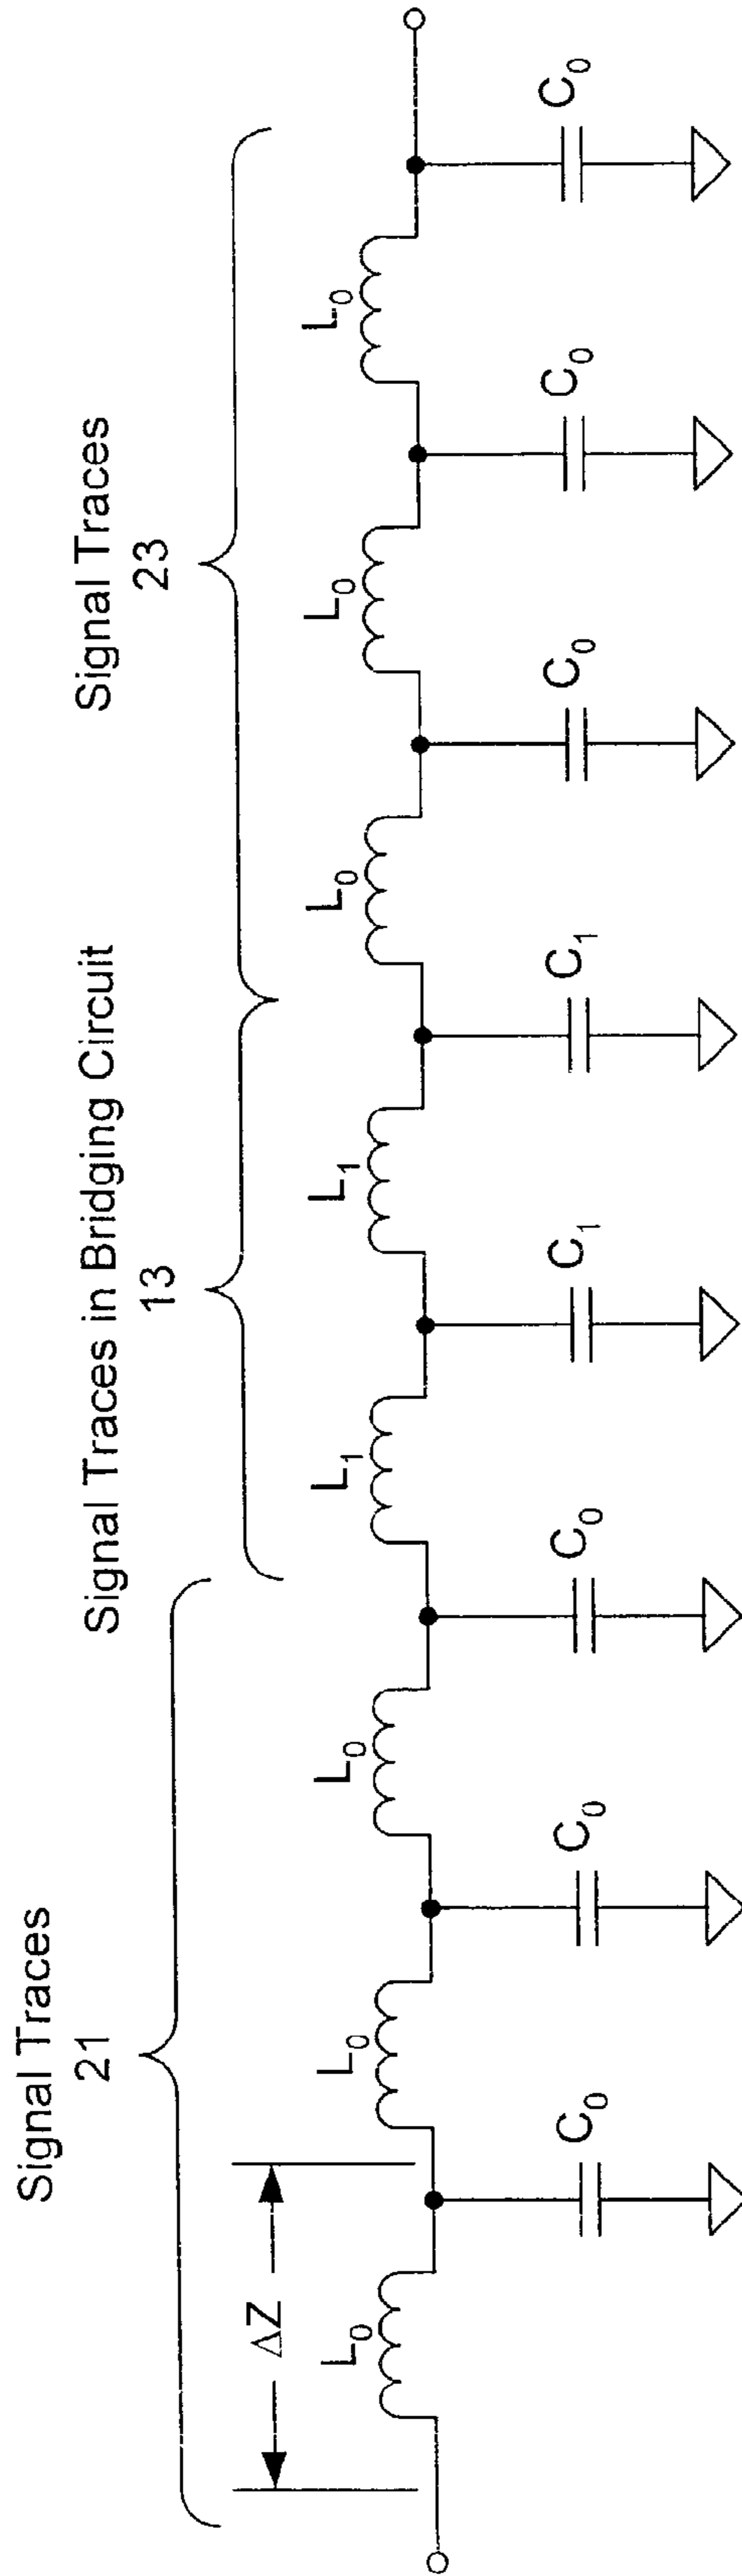 Signal Traces
21
Signal Traces in Bridging Circuit
13
Signal Traces
23
ΔZ
L₀
L₀
L₀
L₁
L₁
L₀
L₀
L₀
C₀
C₀
C₀
C₁
C₁
C₀
C₀
C₀